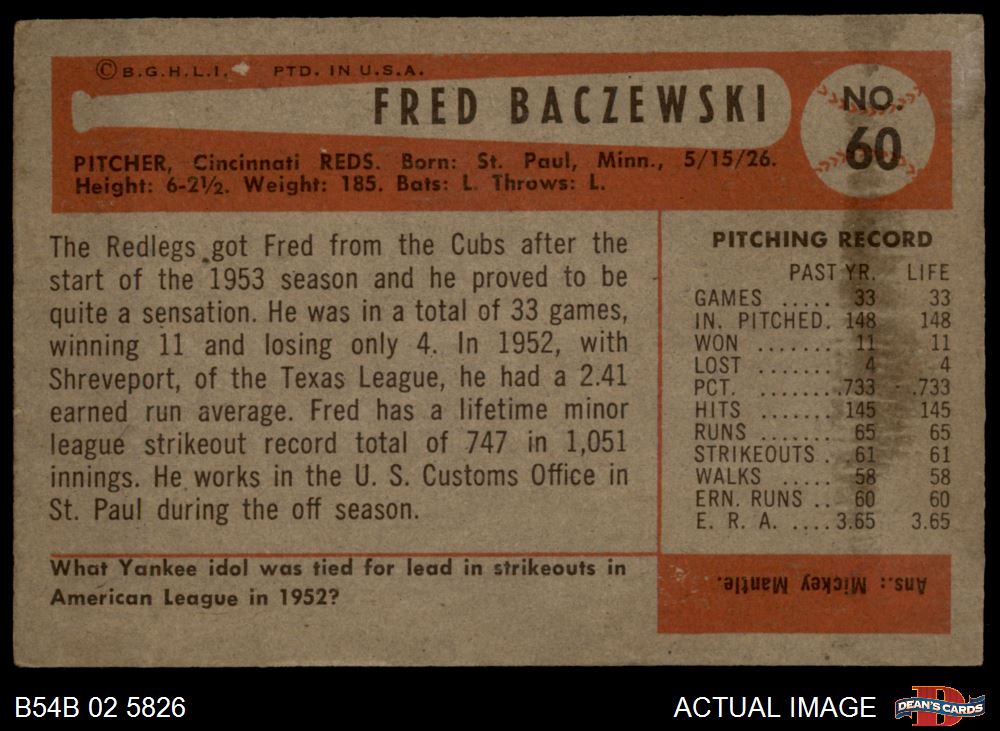 © B.G.H.L.I. PTD. IN U.S.A.
FRED BACZEWSKI
NO.
60
PITCHER, Cincinnati REDS. Born: St. Paul, Minn., 5/15/26.
Height: 6-2½. Weight: 185. Bats: L. Throws: L.
The Redlegs got Fred from the Cubs after the
start of the 1953 season and he proved to be
quite a sensation. He was in a total of 33 games,
winning 11 and losing only 4. In 1952, with
Shreveport, of the Texas League, he had a 2.41
earned run average. Fred has a lifetime minor
league strikeout record total of 747 in 1,051
innings. He works in the U. S. Customs Office in
St. Paul during the off season.
PITCHING RECORD
PAST YR. LIFE
GAMES ..... 33 33
IN. PITCHED. 148 148
WON ....... 11 11
LOST ....... 4 4
PCT. .......733 .733
HITS ...... 145 145
RUNS ....... 65 65
STRIKEOUTS . 61 61
WALKS ..... 58 58
ERN. RUNS .. 60 60
E. R. A. ....3.65 3.65
What Yankee idol was tied for lead in strikeouts in
American League in 1952?
Ans.: Mickey Mantle.
B54B 02 5826
ACTUAL IMAGE
DEAN'S CARDS